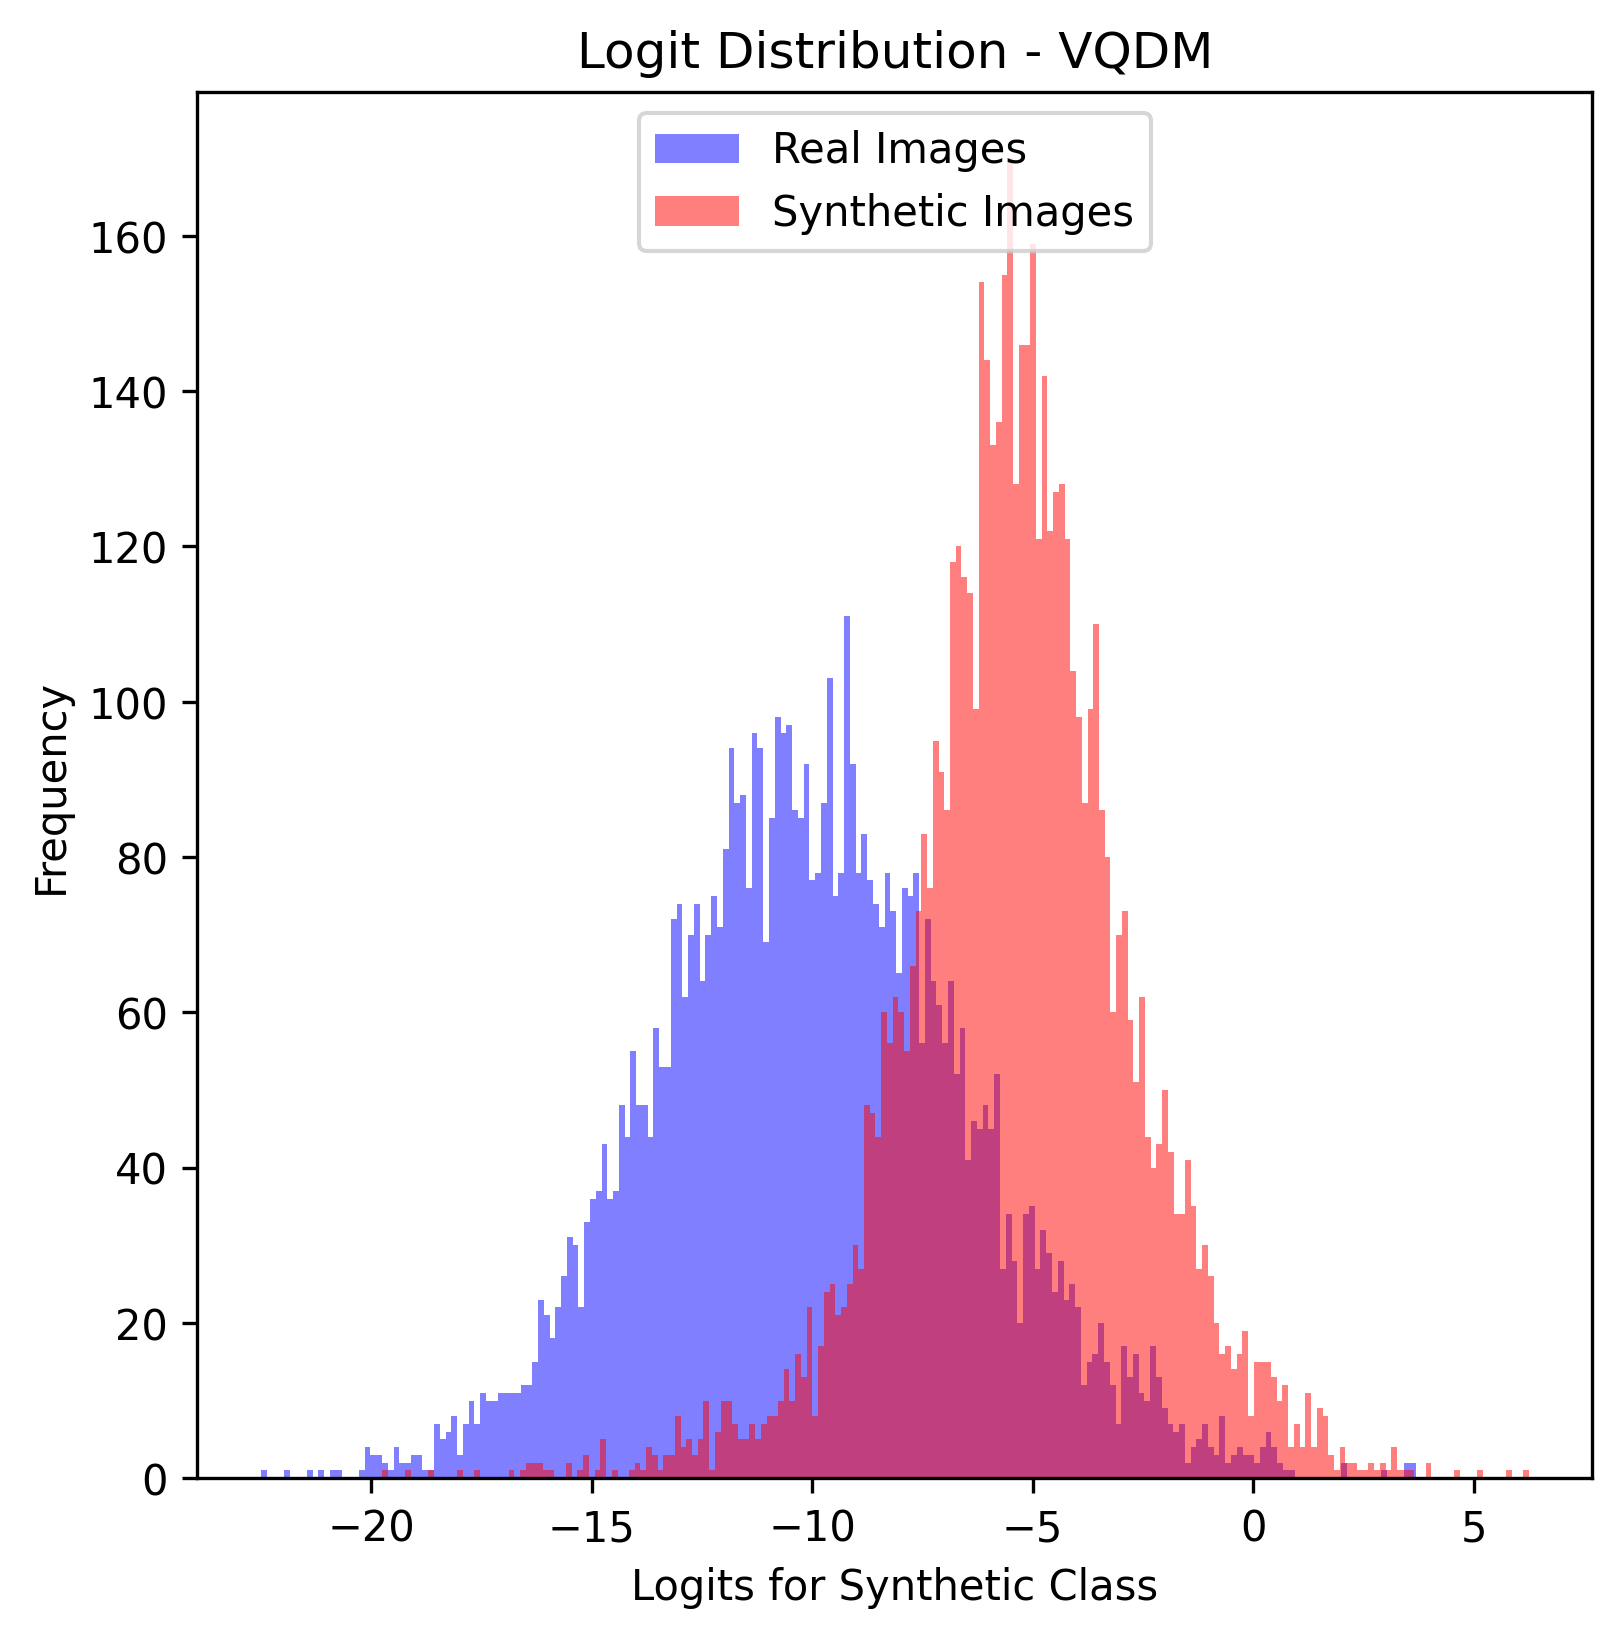 Logit Distribution - VQDM
Real Images
Synthetic Images
160
140
120
100
80
60
40
20
0
Frequency
−20 −15 −10 −5 0 5
Logits for Synthetic Class